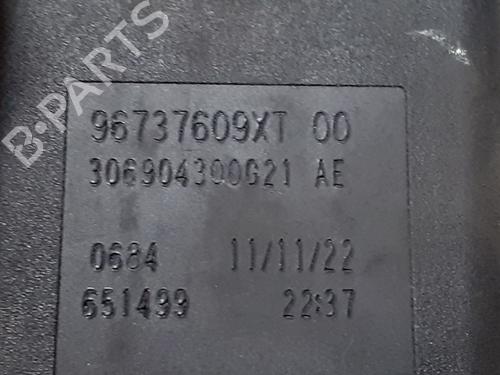 B-PARTS
96737609XT 00
306904300G21 AE
0684 11/11/22
651499 22:37